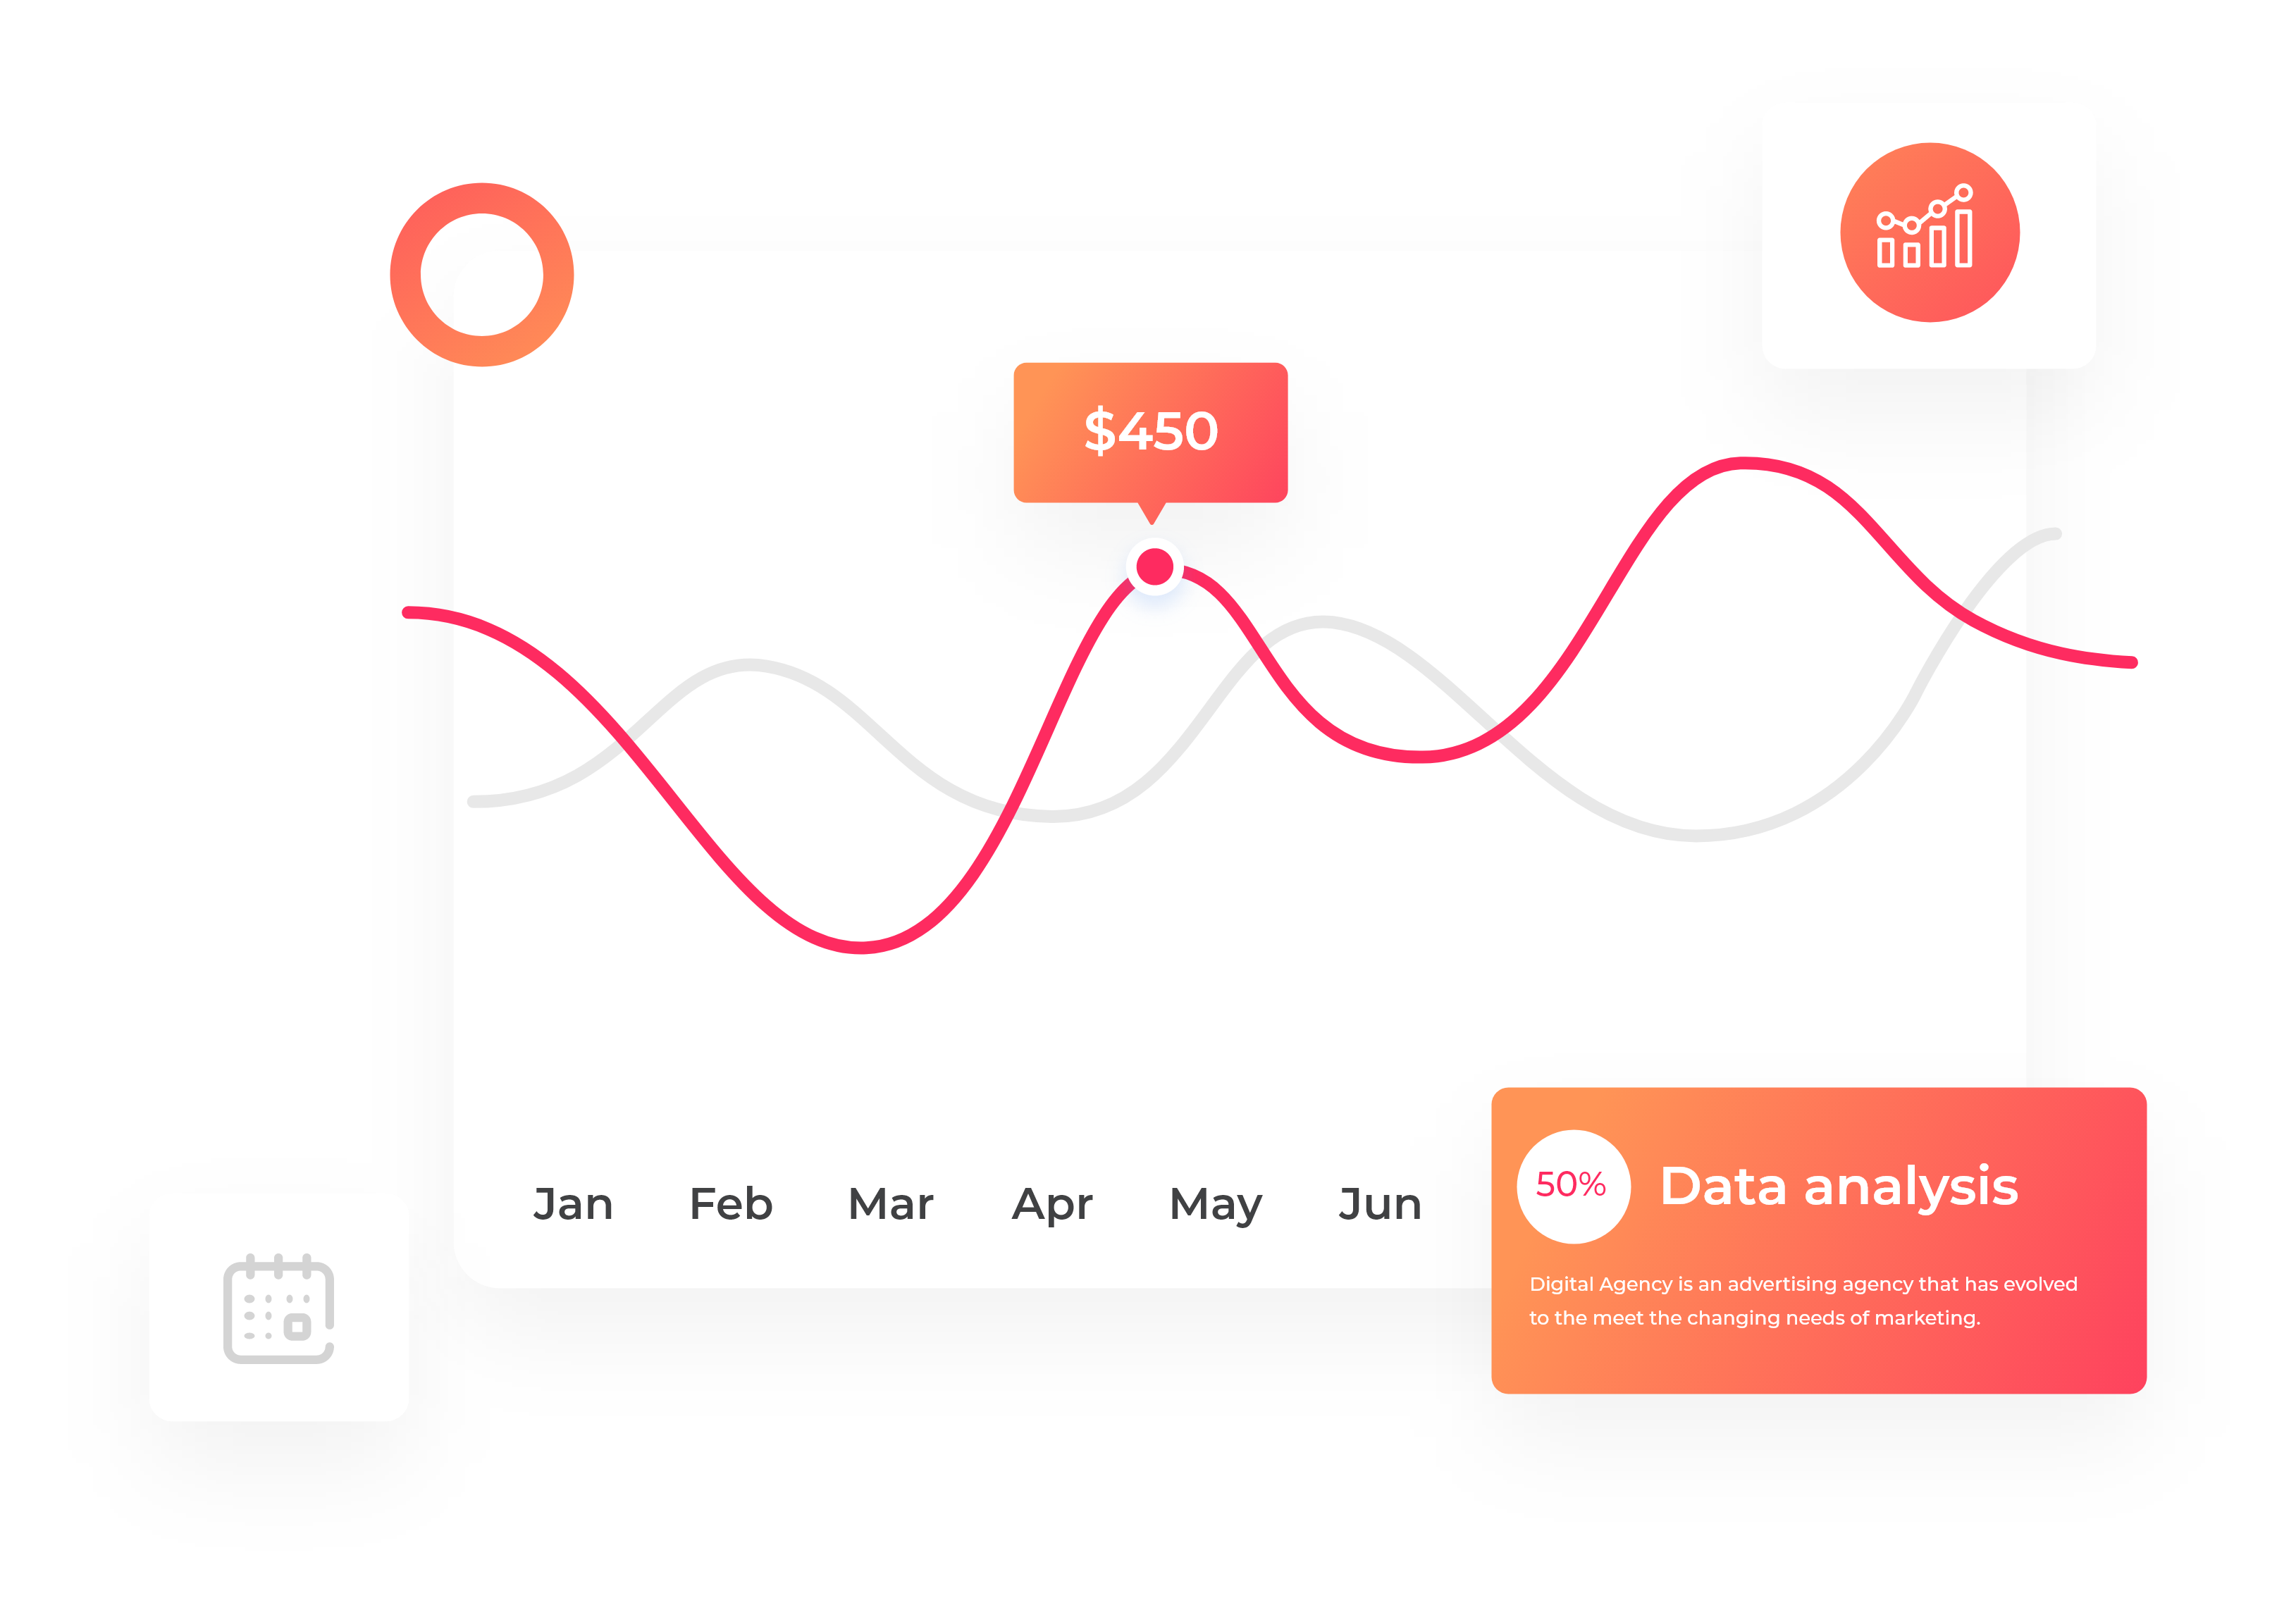 $450
Jan Feb Mar Apr May Jun
50%
Data analysis
Digital Agency is an advertising agency that has evolved
to the meet the changing needs of marketing.